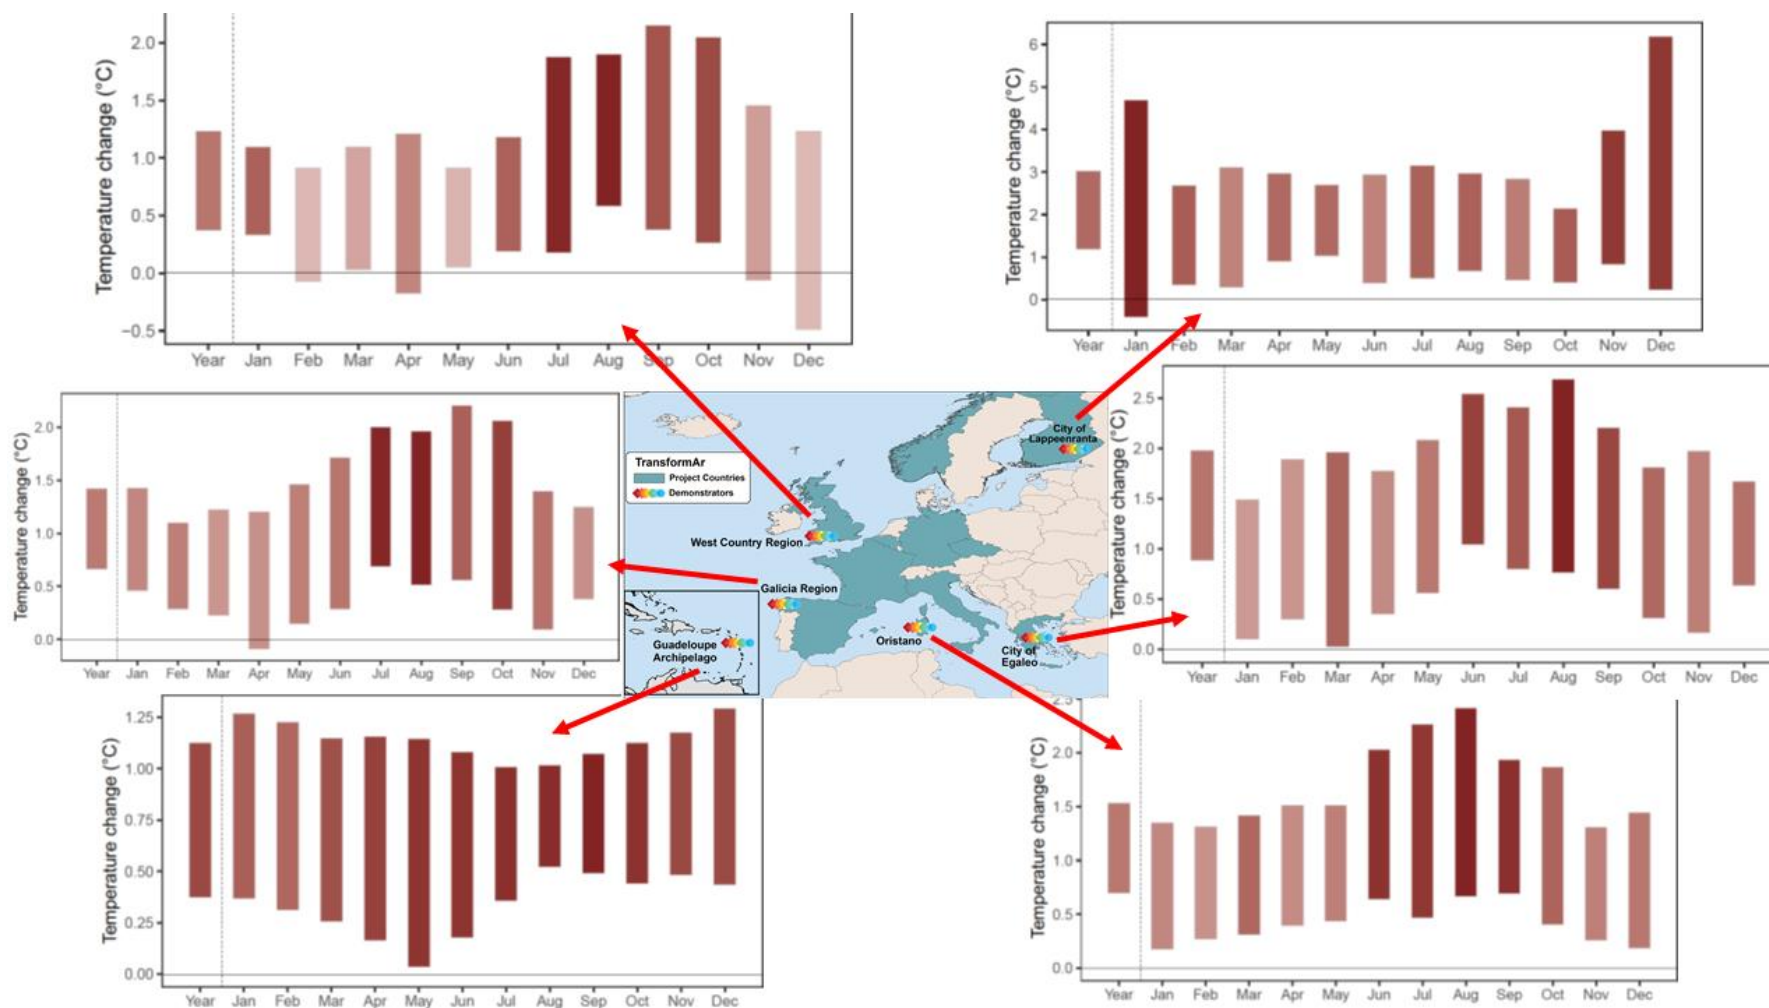 Temperature change (°C)
2.0
1.5
1.0
0.5
0.0
−0.5
Year Jan Feb Mar Apr May Jun Jul Aug Sep Oct Nov Dec
Temperature change (°C)
6
5
4
3
2
1
0
Year Jan Feb Mar Apr May Jun Jul Aug Sep Oct Nov Dec
Temperature change (°C)
2.0
1.5
1.0
0.5
0.0
Year Jan Feb Mar Apr May Jun Jul Aug Sep Oct Nov Dec
TransformAr
Project Countries
Demonstrators
City of
Lappeenranta
West Country Region
Galicia Region
Guadeloupe
Archipelago
Oristano
City of
Egaleo
Temperature change (°C)
2.5
2.0
1.5
1.0
0.5
0.0
Year Jan Feb Mar Apr May Jun Jul Aug Sep Oct Nov Dec
Temperature change (°C)
1.25
1.00
0.75
0.50
0.25
0.00
Year Jan Feb Mar Apr May Jun Jul Aug Sep Oct Nov Dec
Temperature change (°C)
2.5
2.0
1.5
1.0
0.5
0.0
Year Jan Feb Mar Apr May Jun Jul Aug Sep Oct Nov Dec